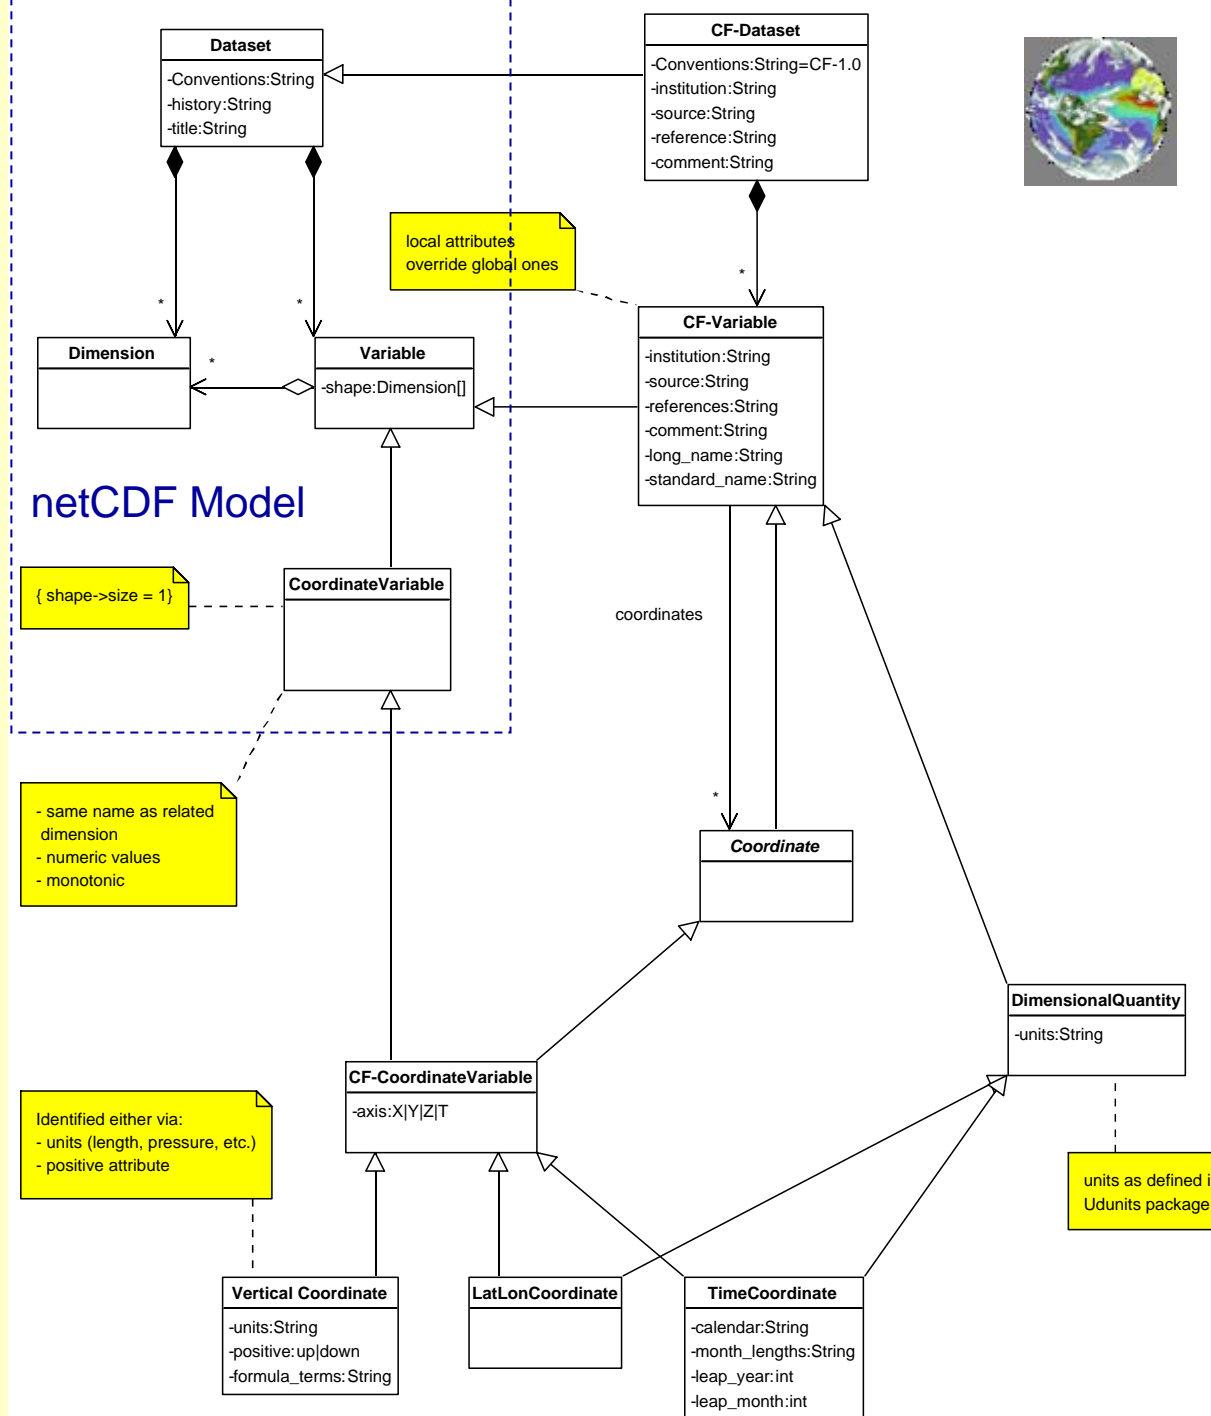 Dataset
-Conventions:String
-history:String
-title:String
CF-Dataset
-Conventions:String=CF-1.0
-institution:String
-source:String
-reference:String
-comment:String
local attributes
override global ones
*
*
*
*
Dimension
Variable
-shape:Dimension[]
CF-Variable
-institution:String
-source:String
-references:String
-comment:String
-long_name:String
-standard_name:String
netCDF Model
{ shape->size = 1}
CoordinateVariable
coordinates
- same name as related
dimension
- numeric values
- monotonic
*
Coordinate
DimensionalQuantity
-units:String
CF-CoordinateVariable
-axis:X|Y|Z|T
Identified either via:
- units (length, pressure, etc.)
- positive attribute
units as defined i
Udunits package
Vertical Coordinate
-units:String
-positive:up|down
-formula_terms:String
LatLonCoordinate
TimeCoordinate
-calendar:String
-month_lengths:String
-leap_year:int
-leap_month:int